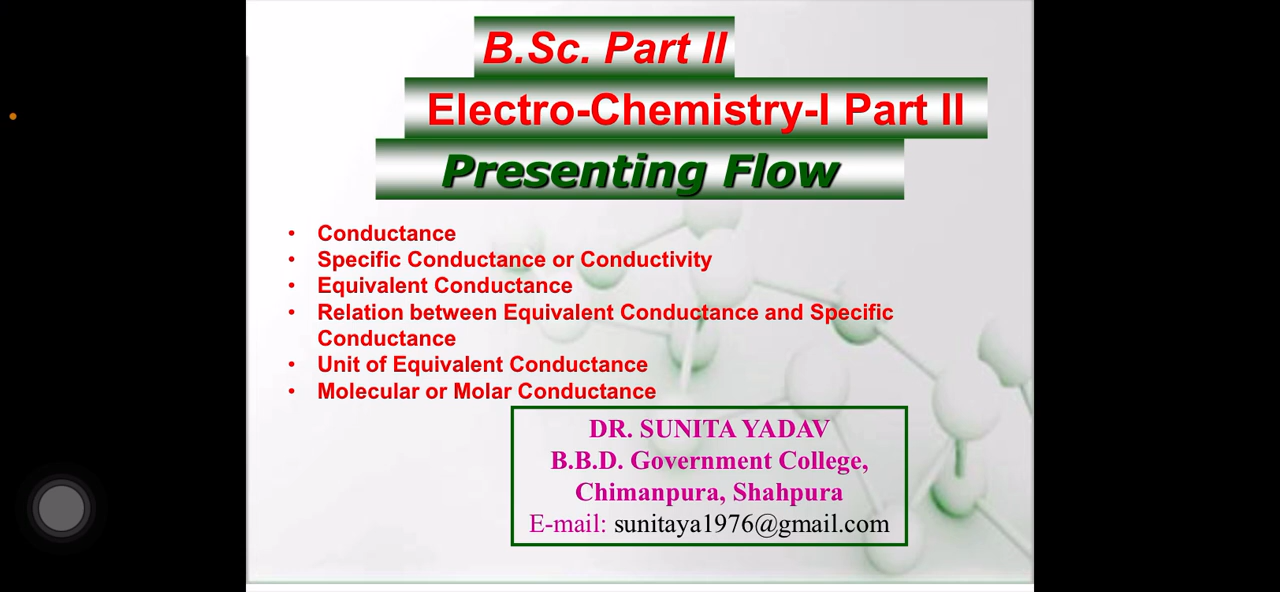 B.Sc. Part II
Electro-Chemistry-I Part II
Presenting Flow
• Conductance
• Specific Conductance or Conductivity
• Equivalent Conductance
• Relation between Equivalent Conductance and Specific
Conductance
• Unit of Equivalent Conductance
• Molecular or Molar Conductance
DR. SUNITA YADAV
B.B.D. Government College,
Chimanpura, Shahpura
E-mail: sunitaya1976@gmail.com